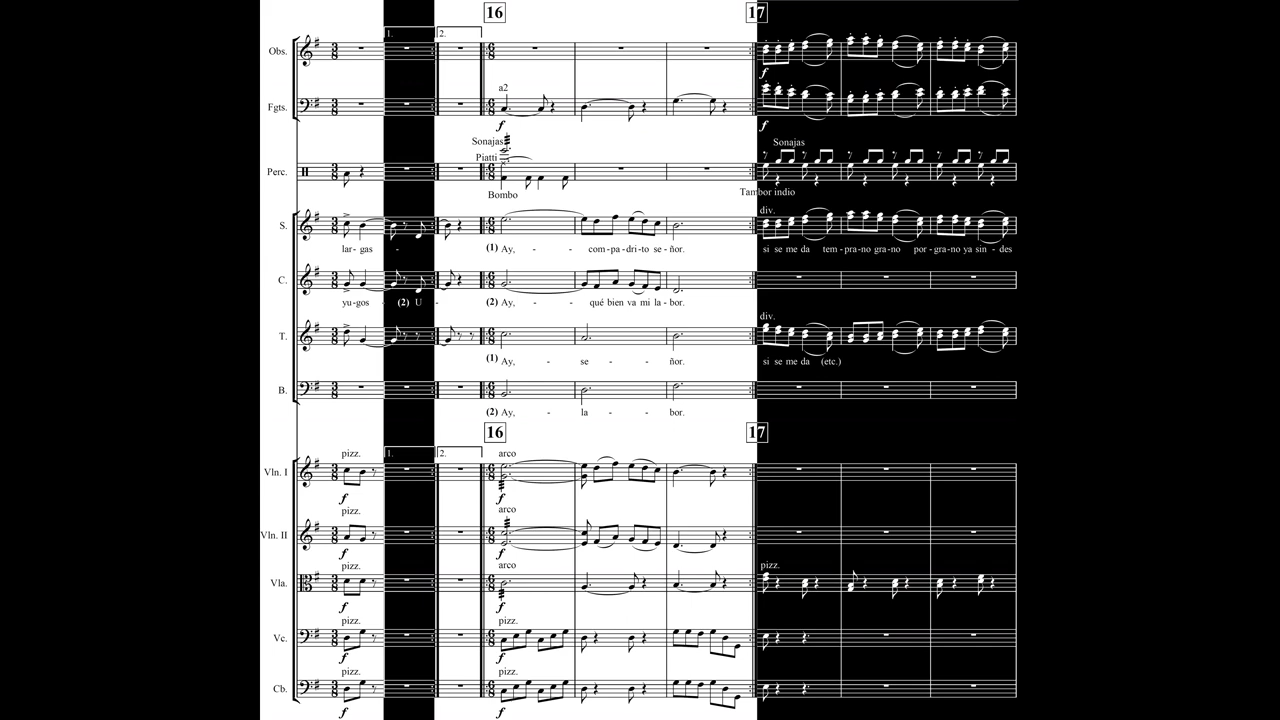 16 17
1. 2.
Obs.
f
a2
Fgts.
f f
Sonajas Sonajas
Piatti
Perc.
Bombo Tambor indio
div.
S.
lar- gas - (1) Ay, - - com-pa-dri-to se-ñor. si se me da tem-pra-no gra-no por-gra-no ya sin-des
C.
yu-gos - (2) U - (2) Ay, - - qué bien va mi la-bor.
div.
T.
(1) Ay, - se - - ñor. si se me da (etc.)
B.
(2) Ay, - la - - bor.
16 17
1. 2.
pizz. arco
Vln. I
f f
pizz. arco
Vln. II
f f
pizz. arco pizz.
Vla.
f f
pizz. pizz.
Vc.
f f
pizz. pizz.
Cb.
f f